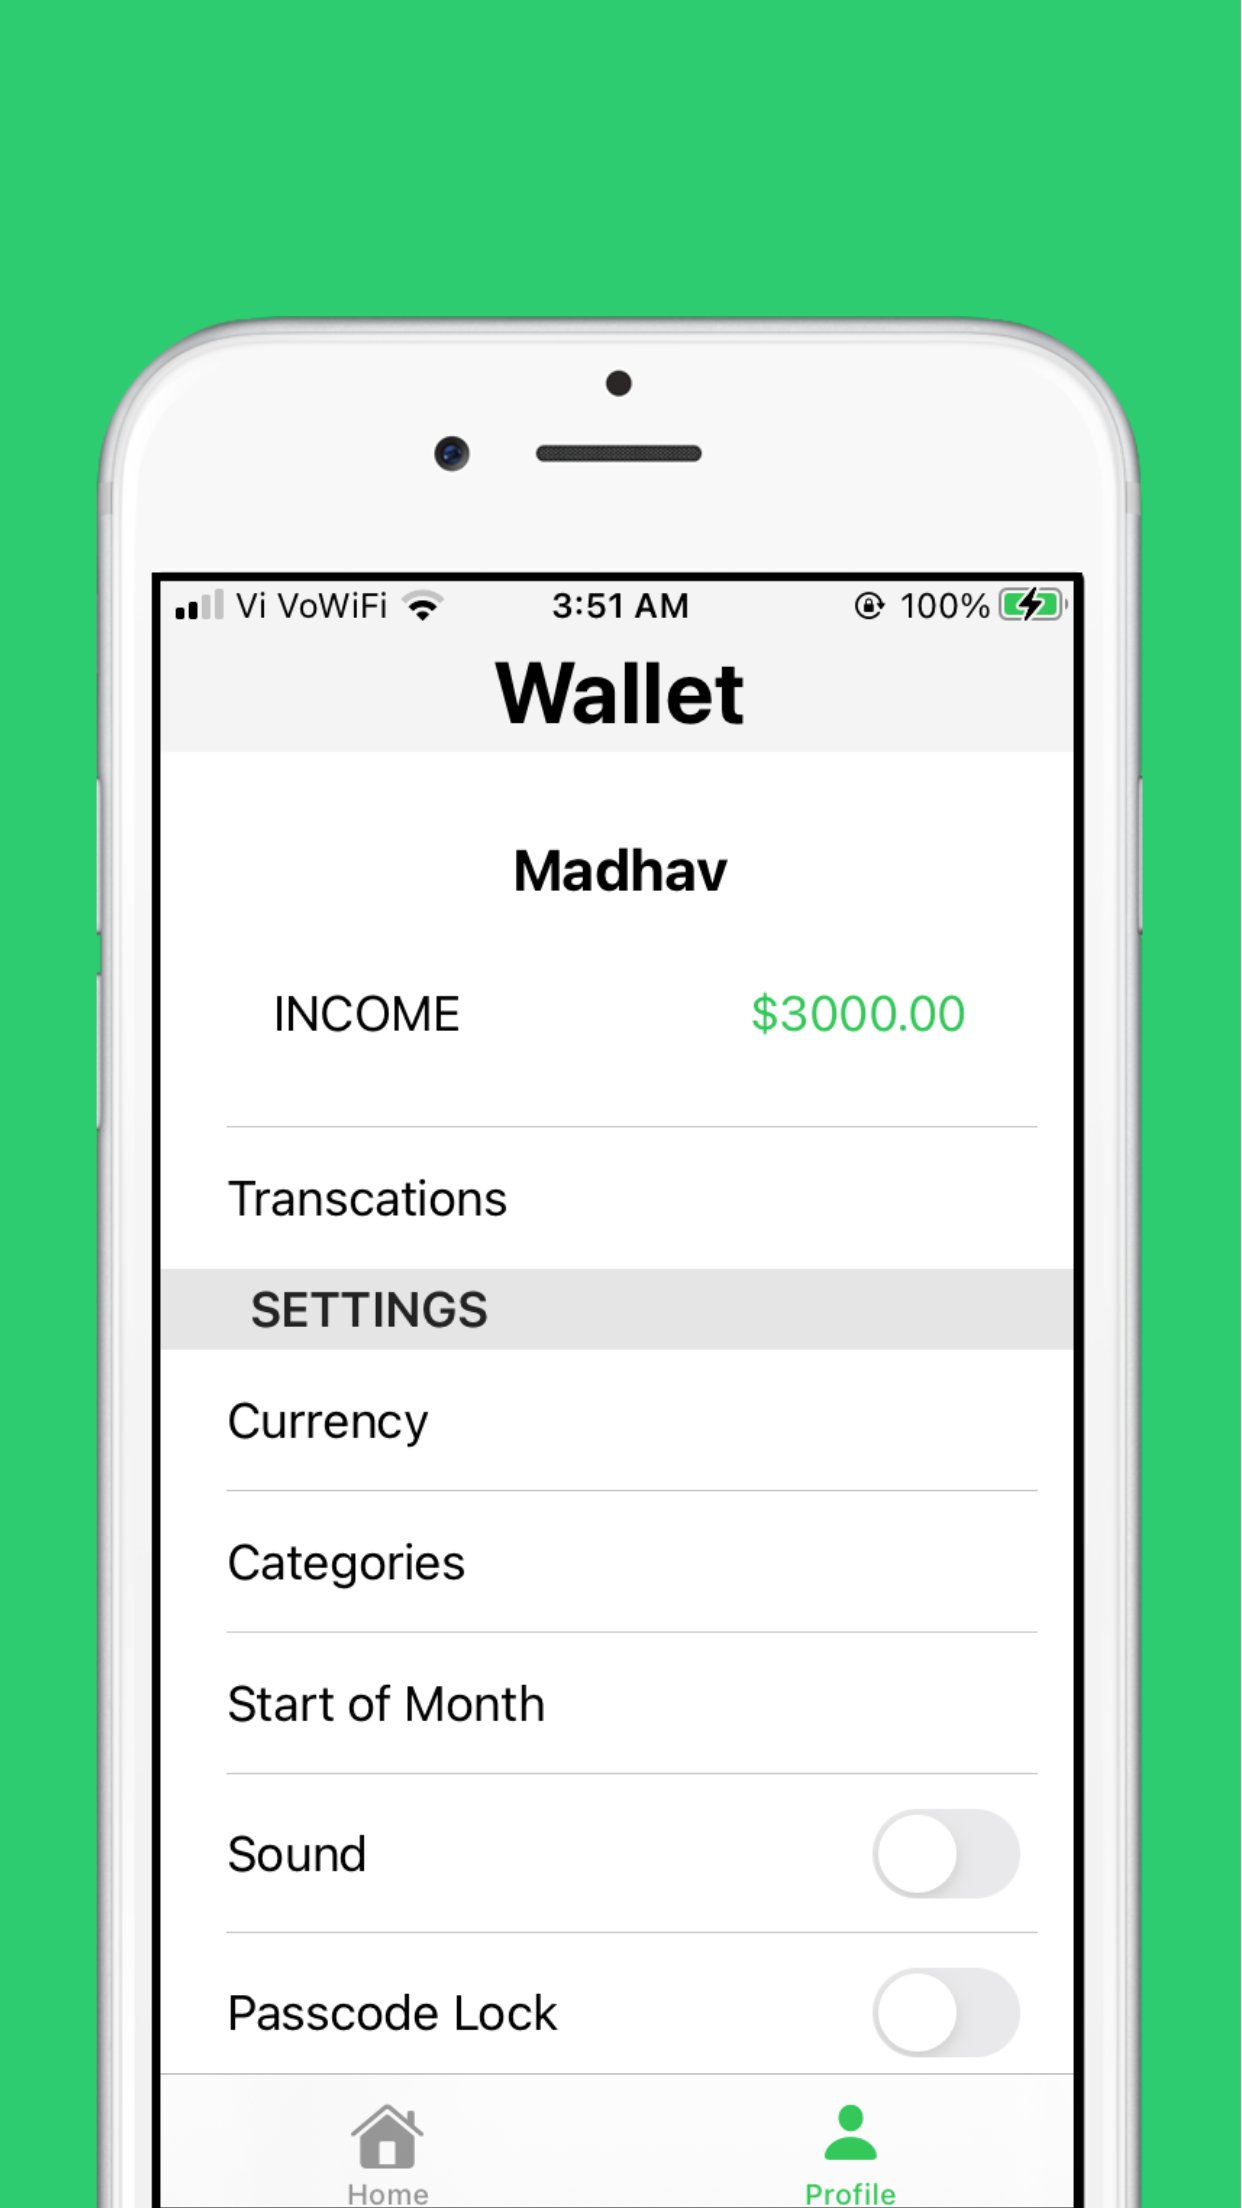 Vi VoWiFi 3:51 AM 100%
Wallet
Madhav
INCOME $3000.00
Transcations
SETTINGS
Currency
Categories
Start of Month
Sound
Passcode Lock
Home Profile